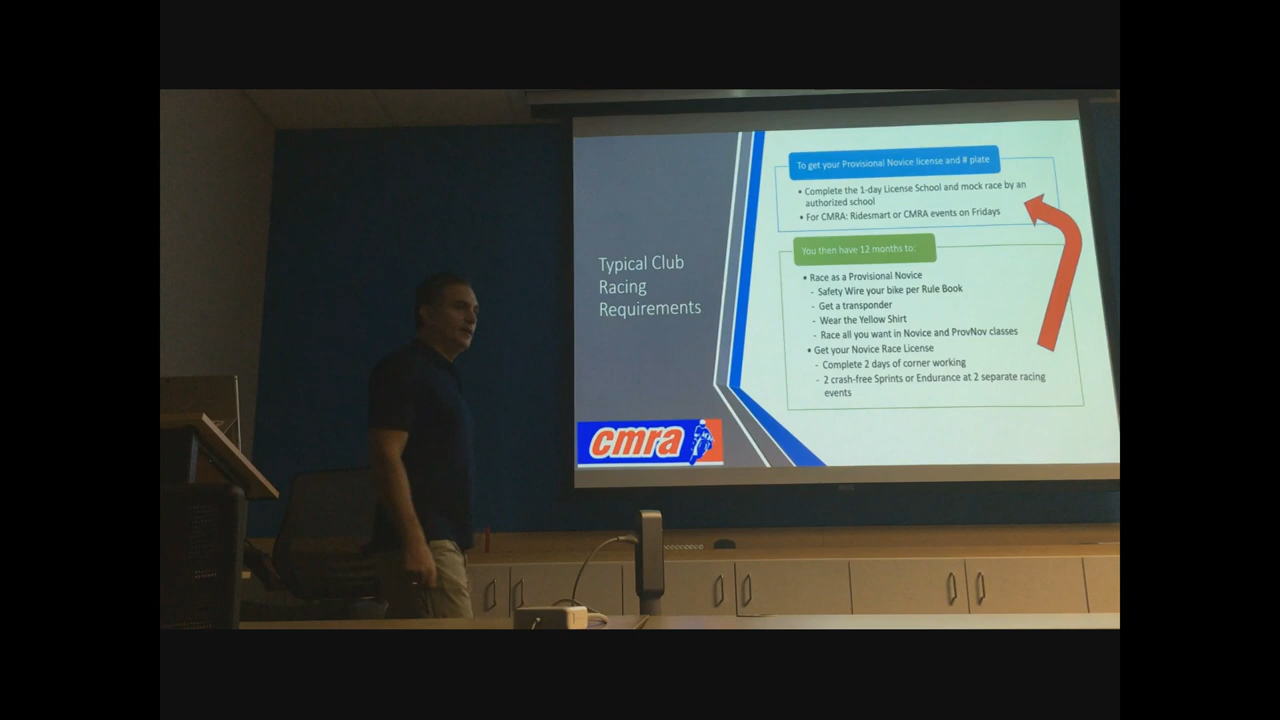 Typical Club
Racing
Requirements
cmra
To get your Provisional Novice license and # plate
• Complete the 1-day License School and mock race by an
authorized school
• For CMRA: Ridesmart or CMRA events on Fridays
You then have 12 months to:
• Race as a Provisional Novice
- Safety Wire your bike per Rule Book
- Get a transponder
- Wear the Yellow Shirt
- Race all you want in Novice and ProvNov classes
• Get your Novice Race License
- Complete 2 days of corner working
- 2 crash-free Sprints or Endurance at 2 separate racing
events